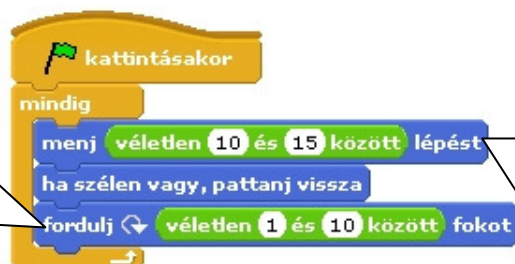 kattintásakor
mindig
menj véletlen 10 és 15 között lépést
ha szélen vagy, pattanj vissza
fordulj véletlen 1 és 10 között fokot